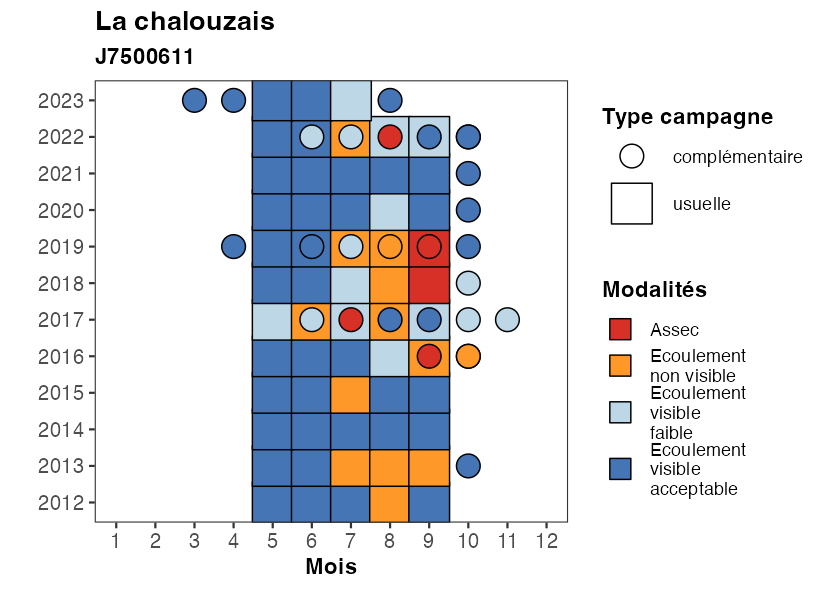 La chalouzais
J7500611
2023
2022
2021
2020
2019
2018
2017
2016
2015
2014
2013
2012
1 2 3 4 5 6 7 8 9 10 11 12
Mois
Type campagne
complémentaire
usuelle
Modalités
Assec
Ecoulement
non visible
Ecoulement
visible
faible
Ecoulement
visible
acceptable